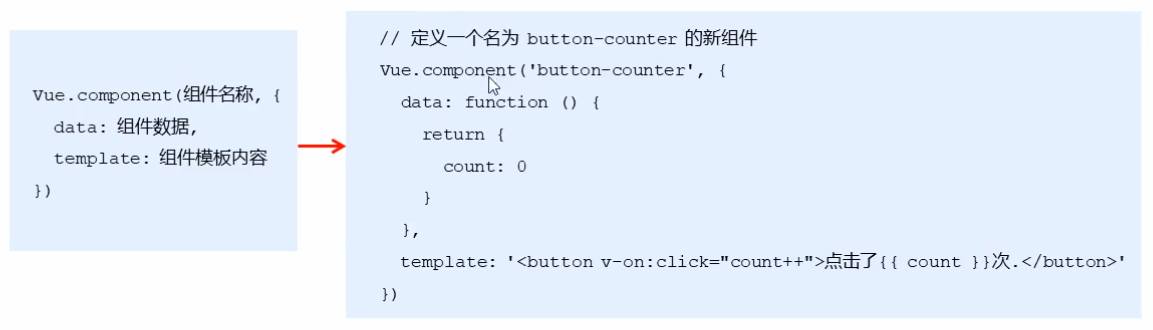 Vue.component(组件名称, {
  data: 组件数据,
  template: 组件模板内容
})
// 定义一个名为 button-counter 的新组件
Vue.component('button-counter', {
  data: function () {
    return {
      count: 0
    }
  },
  template: '<button v-on:click="count++">点击了{{ count }}次.</button>'
})